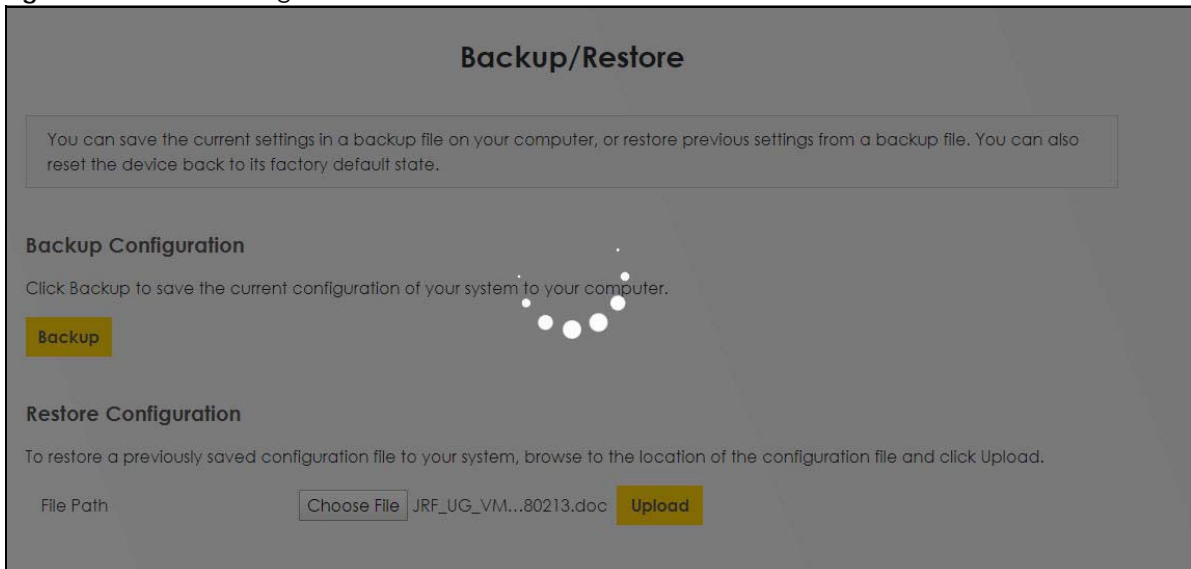 Backup/Restore
You can save the current settings in a backup file on your computer, or restore previous settings from a backup file. You can also
reset the device back to its factory default state.
Backup Configuration
Click Backup to save the current configuration of your system to your computer.
Backup
Restore Configuration
To restore a previously saved configuration file to your system, browse to the location of the configuration file and click Upload.
File Path Choose File JRF_UG_VM...80213.doc Upload